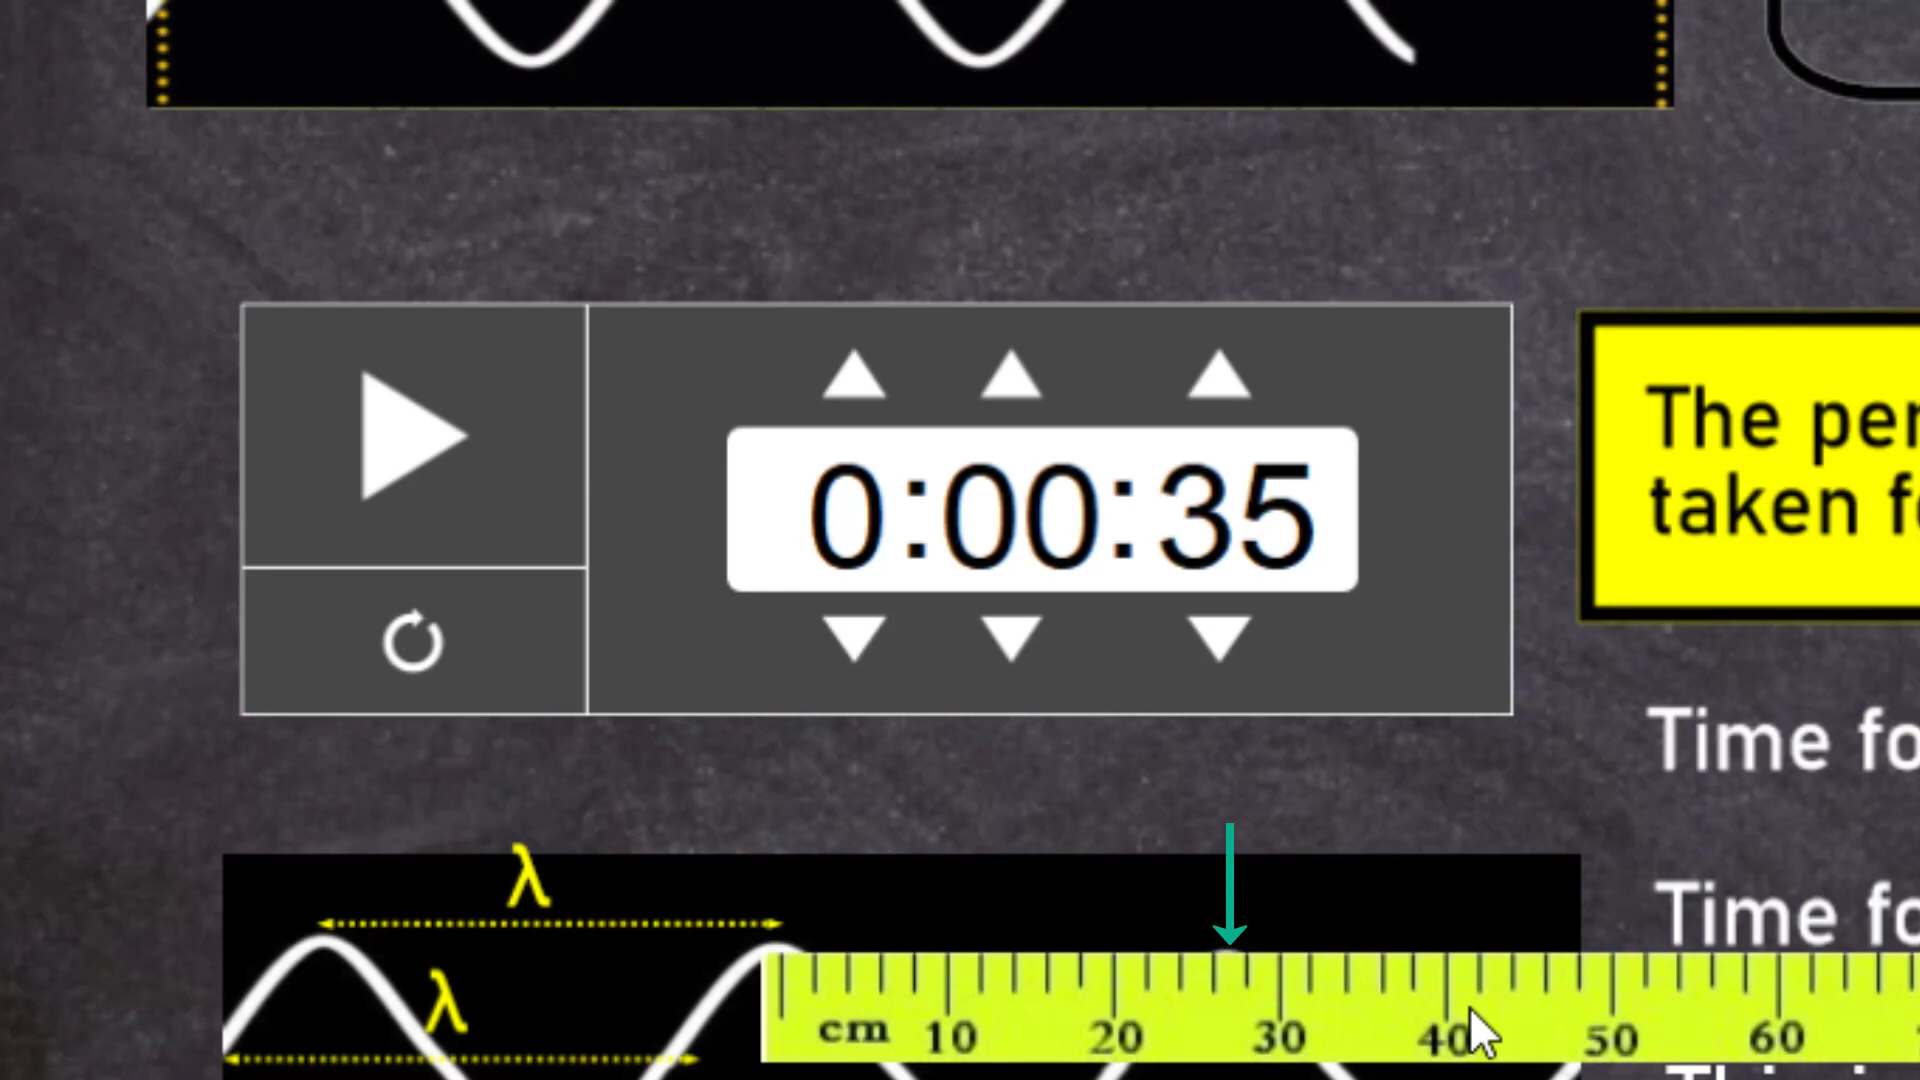 0:00:35
The per
taken f
Time fo
λ
Time fo
λ
cm 10 20 30 40 50 60